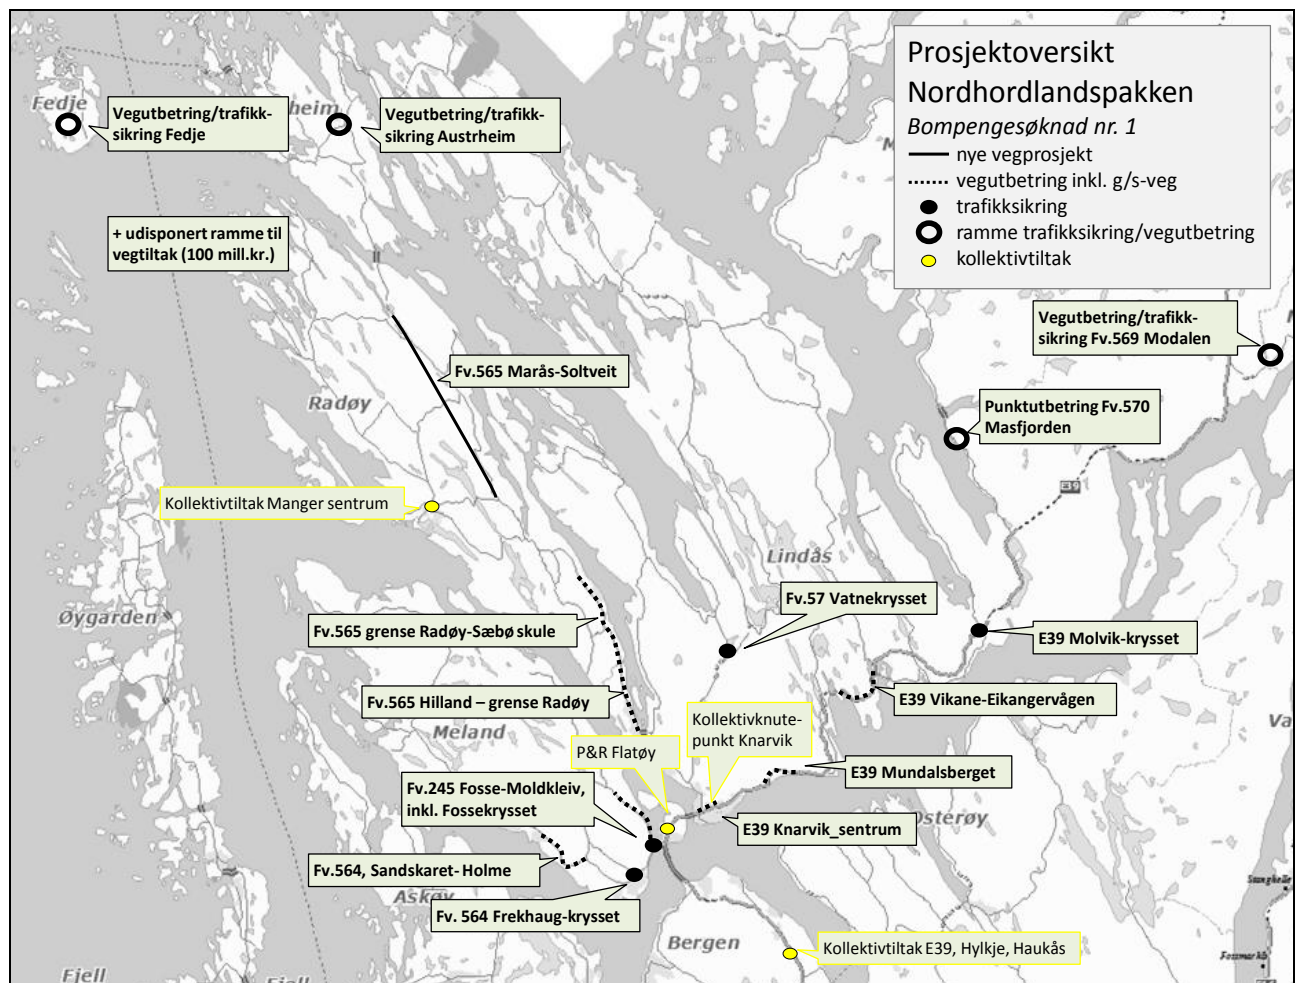 Prosjektoversikt
Nordhordlandspakken
Bompengesøknad nr. 1
nye vegprosjekt
vegutbetring inkl. g/s-veg
trafikksikring
ramme trafikksikring/vegutbetring
kollektivtiltak
Fedje
Vegutbetring/trafikk-
sikring Fedje
heim
Vegutbetring/trafikk-
sikring Austrheim
+ udisponert ramme til
vegtiltak (100 mill.kr.)
Vegutbetring/trafikk-
sikring Fv.569 Modalen
Fv.565 Marås-Soltveit
Radøy
Punktutbetring Fv.570
Masfjorden
E39
Kollektivtiltak Manger sentrum
Lindås
Fv.57 Vatnekrysset
Øygarden
Fv.565 grense Radøy-Sæbø skule
E39 Molvik-krysset
Fv.565 Hilland – grense Radøy
E39 Vikane-Eikangervågen
Kollektivknute-
punkt Knarvik
Meland
P&R Flatøy
E39 Mundalsberget
Fv.245 Fosse-Moldkleiv,
inkl. Fossekrysset
E39 Knarvik_sentrum
Osterøy
Fv.564, Sandskaret-Holme
Askøy
Fv. 564 Frekhaug-krysset
Bergen
Kollektivtiltak E39, Hylkje, Haukås
Fjell
Fjell